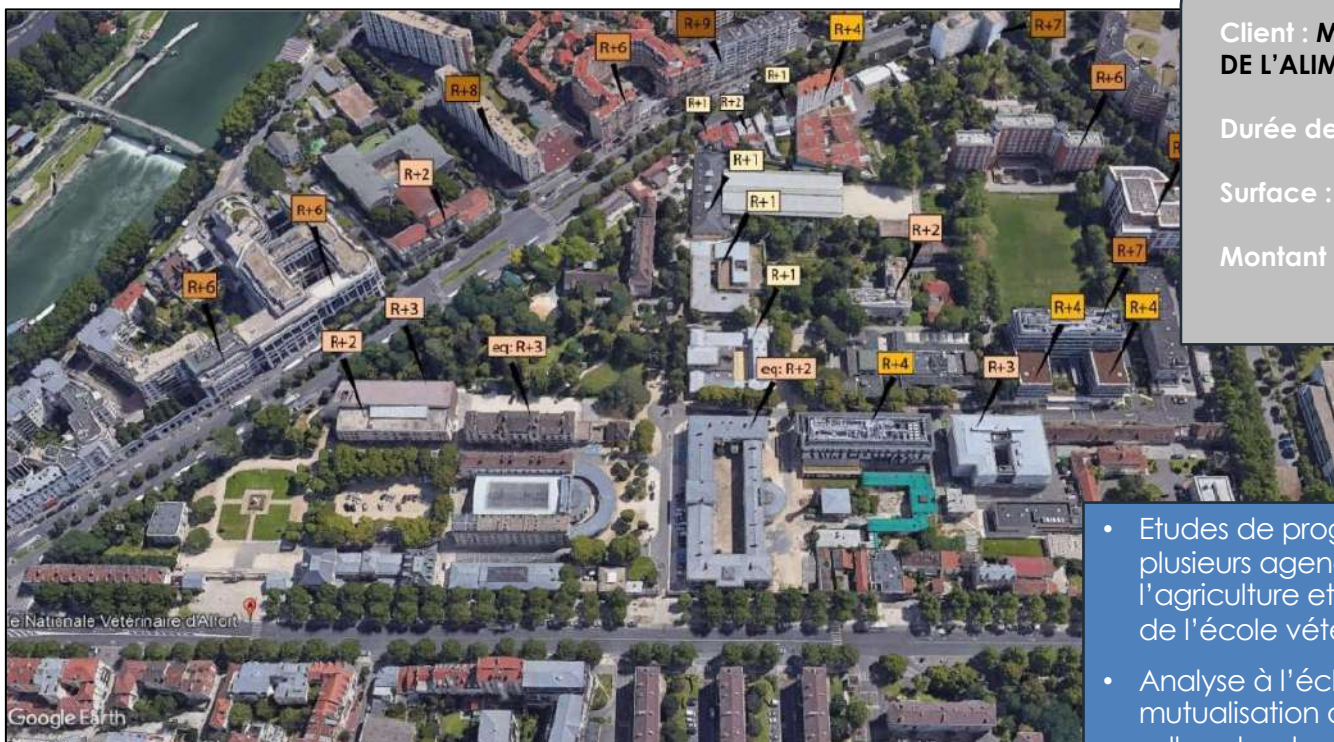 R+9
R+4
R+7
R+6
R+1
R+6
R+8
R+1
R+2
R+1
R+2
R+1
R+6
R+2
R+7
R+1
R+6
R+3
R+4
R+4
R+2
eq: R+3
eq: R+2
R+4
R+3
e Nationale Vétérinaire d'Alfort
Google Earth
Client : M
DE L'ALIM
Durée de
Surface :
Montant
• Etudes de prog
plusieurs agen
l'agriculture et
de l'école vété
• Analyse à l'éch
mutualisation d